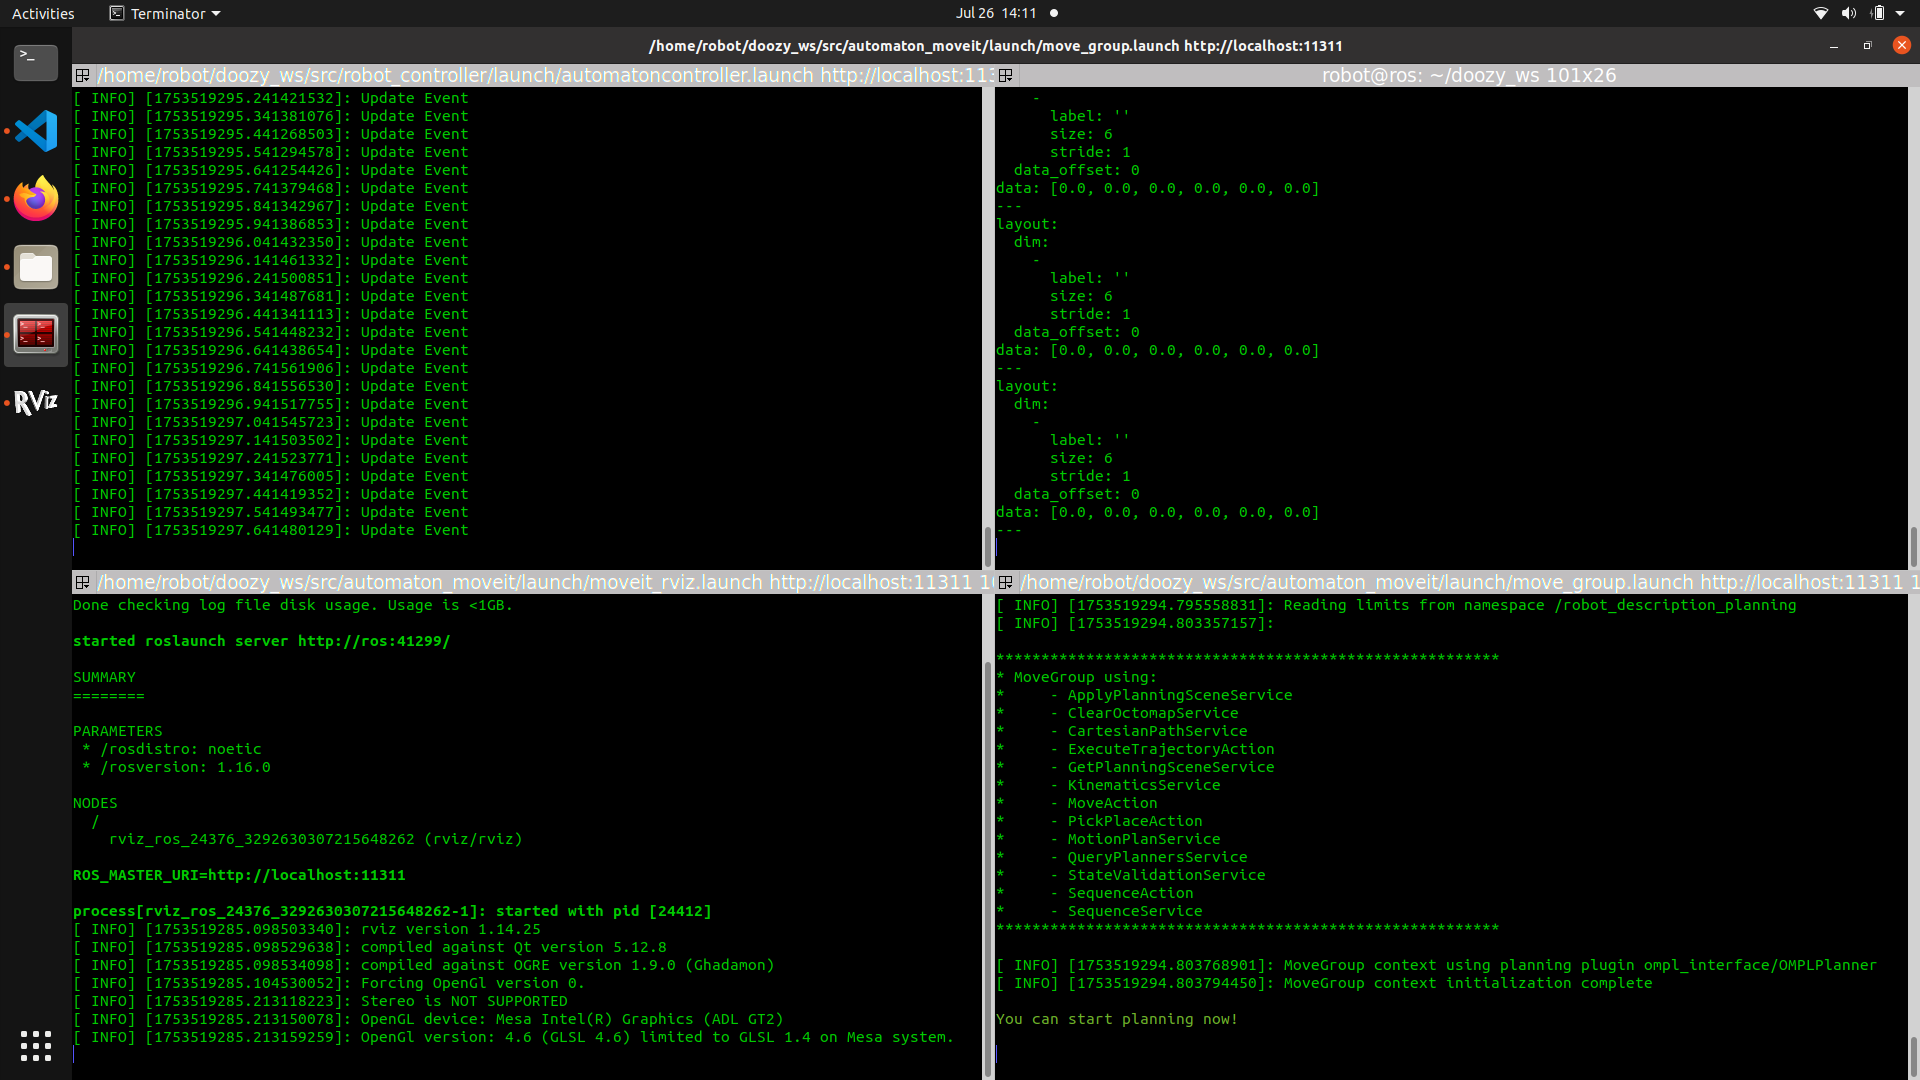 Activities
Terminator
Jul 26 14:11
/home/robot/doozy_ws/src/automaton_moveit/launch/move_group.launch http://localhost:11311
>_
RViz
/home/robot/doozy_ws/src/robot_controller/launch/automatoncontroller.launch http://localhost:113
[ INFO] [1753519295.241421532]: Update Event
[ INFO] [1753519295.341381076]: Update Event
[ INFO] [1753519295.441268503]: Update Event
[ INFO] [1753519295.541294578]: Update Event
[ INFO] [1753519295.641254426]: Update Event
[ INFO] [1753519295.741379468]: Update Event
[ INFO] [1753519295.841342967]: Update Event
[ INFO] [1753519295.941386853]: Update Event
[ INFO] [1753519296.041432350]: Update Event
[ INFO] [1753519296.141461332]: Update Event
[ INFO] [1753519296.241500851]: Update Event
[ INFO] [1753519296.341487681]: Update Event
[ INFO] [1753519296.441341113]: Update Event
[ INFO] [1753519296.541448232]: Update Event
[ INFO] [1753519296.641438654]: Update Event
[ INFO] [1753519296.741561906]: Update Event
[ INFO] [1753519296.841556530]: Update Event
[ INFO] [1753519296.941517755]: Update Event
[ INFO] [1753519297.041545723]: Update Event
[ INFO] [1753519297.141503502]: Update Event
[ INFO] [1753519297.241523771]: Update Event
[ INFO] [1753519297.341476005]: Update Event
[ INFO] [1753519297.441419352]: Update Event
[ INFO] [1753519297.541493477]: Update Event
[ INFO] [1753519297.641480129]: Update Event
robot@ros: ~/doozy_ws 101x26
-
label: ''
size: 6
stride: 1
data_offset: 0
data: [0.0, 0.0, 0.0, 0.0, 0.0, 0.0]
---
layout:
dim:
-
label: ''
size: 6
stride: 1
data_offset: 0
data: [0.0, 0.0, 0.0, 0.0, 0.0, 0.0]
---
layout:
dim:
-
label: ''
size: 6
stride: 1
data_offset: 0
data: [0.0, 0.0, 0.0, 0.0, 0.0, 0.0]
---
/home/robot/doozy_ws/src/automaton_moveit/launch/moveit_rviz.launch http://localhost:11311 10
Done checking log file disk usage. Usage is <1GB.
started roslaunch server http://ros:41299/
SUMMARY
========
PARAMETERS
* /rosdistro: noetic
* /rosversion: 1.16.0
NODES
/
rviz_ros_24376_3292630307215648262 (rviz/rviz)
ROS_MASTER_URI=http://localhost:11311
process[rviz_ros_24376_3292630307215648262-1]: started with pid [24412]
[ INFO] [1753519285.098503340]: rviz version 1.14.25
[ INFO] [1753519285.098529638]: compiled against Qt version 5.12.8
[ INFO] [1753519285.098534098]: compiled against OGRE version 1.9.0 (Ghadamon)
[ INFO] [1753519285.104530052]: Forcing OpenGl version 0.
[ INFO] [1753519285.213118223]: Stereo is NOT SUPPORTED
[ INFO] [1753519285.213150078]: OpenGL device: Mesa Intel(R) Graphics (ADL GT2)
[ INFO] [1753519285.213159259]: OpenGl version: 4.6 (GLSL 4.6) limited to GLSL 1.4 on Mesa system.
/home/robot/doozy_ws/src/automaton_moveit/launch/move_group.launch http://localhost:11311 1
[ INFO] [1753519294.795558831]: Reading limits from namespace /robot_description_planning
[ INFO] [1753519294.803357157]:
********************************************************
* MoveGroup using:
*     - ApplyPlanningSceneService
*     - ClearOctomapService
*     - CartesianPathService
*     - ExecuteTrajectoryAction
*     - GetPlanningSceneService
*     - KinematicsService
*     - MoveAction
*     - PickPlaceAction
*     - MotionPlanService
*     - QueryPlannersService
*     - StateValidationService
*     - SequenceAction
*     - SequenceService
********************************************************
[ INFO] [1753519294.803768901]: MoveGroup context using planning plugin ompl_interface/OMPLPlanner
[ INFO] [1753519294.803794450]: MoveGroup context initialization complete
You can start planning now!